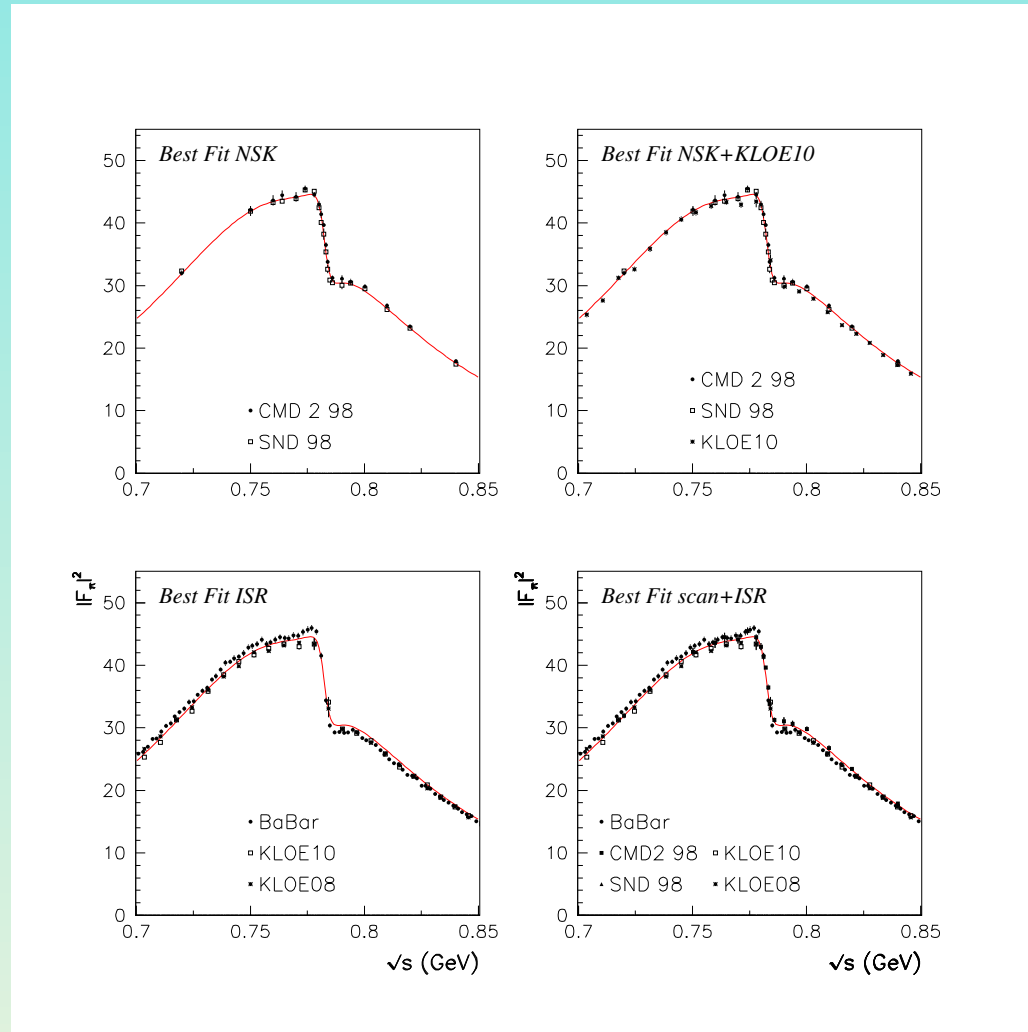 Best Fit NSK
50
40
30
20
10
0
CMD 2 98
SND 98
0.7 0.75 0.8 0.85
Best Fit NSK+KLOE10
50
40
30
20
10
0
CMD 2 98
SND 98
KLOE10
0.7 0.75 0.8 0.85
|Fπ|²
Best Fit ISR
50
40
30
20
10
0
BaBar
KLOE10
KLOE08
0.7 0.75 0.8 0.85
√s (GeV)
|Fπ|²
Best Fit scan+ISR
50
40
30
20
10
0
BaBar
CMD2 98 KLOE10
SND 98 KLOE08
0.7 0.75 0.8 0.85
√s (GeV)